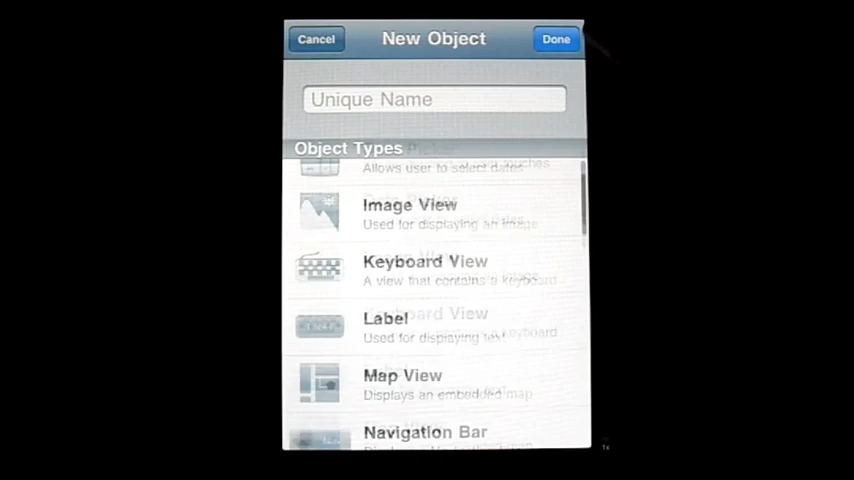 Cancel
New Object
Done
Unique Name
Object Types
Allows user to select dates
Image View
Used for displaying an image
Keyboard View
A view that contains a keyboard
Label
Used for displaying text
Map View
Displays an embedded map
Navigation Bar